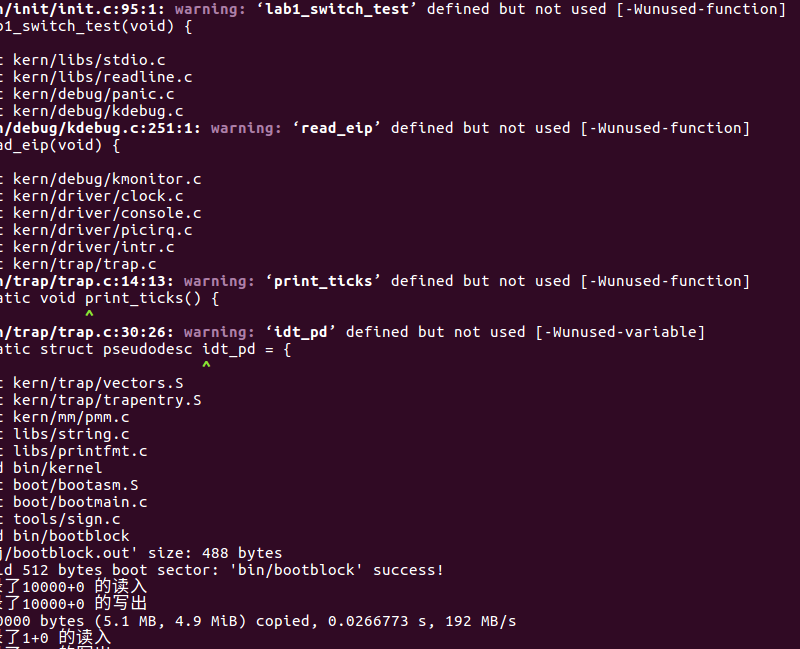 n/init/init.c:95:1: warning: ‘lab1_switch_test’ defined but not used [-Wunused-function]
b1_switch_test(void) {
c kern/libs/stdio.c
c kern/libs/readline.c
c kern/debug/panic.c
c kern/debug/kdebug.c
n/debug/kdebug.c:251:1: warning: ‘read_eip’ defined but not used [-Wunused-function]
ad_eip(void) {
c kern/debug/kmonitor.c
c kern/driver/clock.c
c kern/driver/console.c
c kern/driver/picirq.c
c kern/driver/intr.c
c kern/trap/trap.c
n/trap/trap.c:14:13: warning: ‘print_ticks’ defined but not used [-Wunused-function]
atic void print_ticks() {
^
n/trap/trap.c:30:26: warning: ‘idt_pd’ defined but not used [-Wunused-variable]
atic struct pseudodesc idt_pd = {
^
c kern/trap/vectors.S
c kern/trap/trapentry.S
c kern/mm/pmm.c
c libs/string.c
c libs/printfmt.c
d bin/kernel
c boot/bootasm.S
c boot/bootmain.c
c tools/sign.c
d bin/bootblock
j/bootblock.out' size: 488 bytes
ld 512 bytes boot sector: 'bin/bootblock' success!
了10000+0 的读入
了10000+0 的写出
0000 bytes (5.1 MB, 4.9 MiB) copied, 0.0266773 s, 192 MB/s
了1+0 的读入